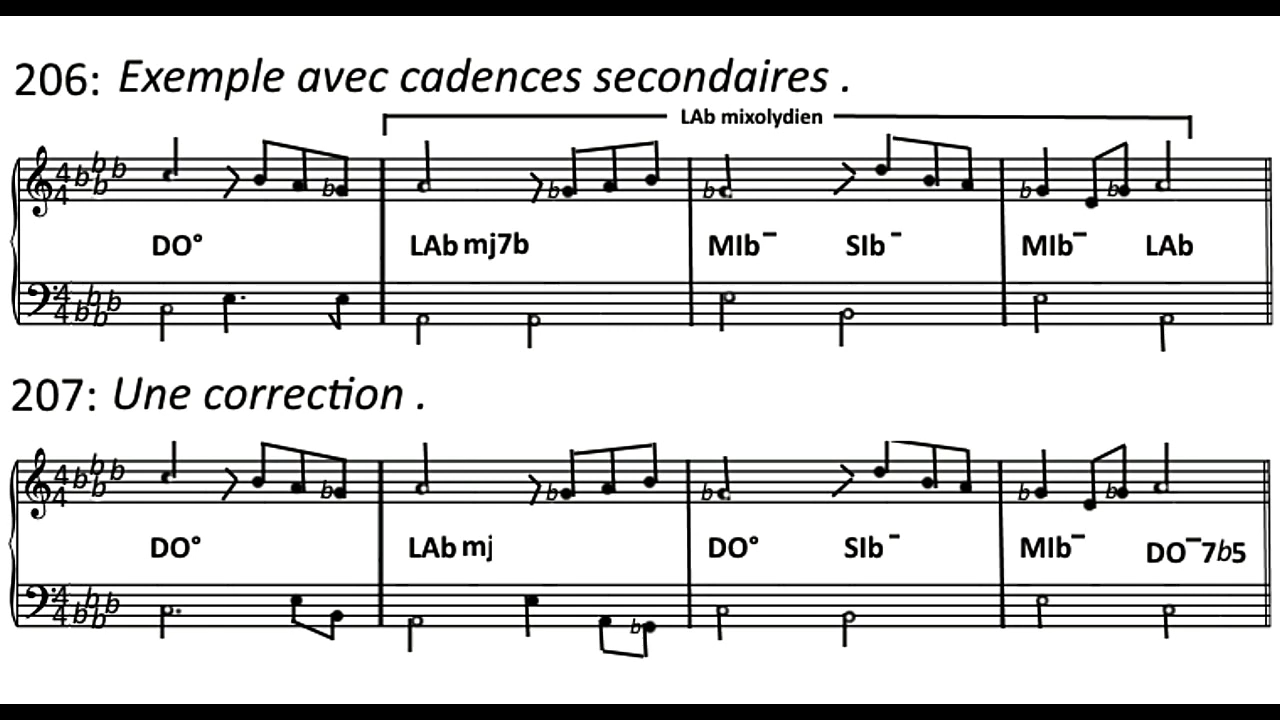 206: Exemple avec cadences secondaires .
LAb mixolydien
DO° LAb mj7b MIb– SIb– MIb– LAb
207: Une correction .
DO° LAb mj DO° SIb– MIb– DO–7b5